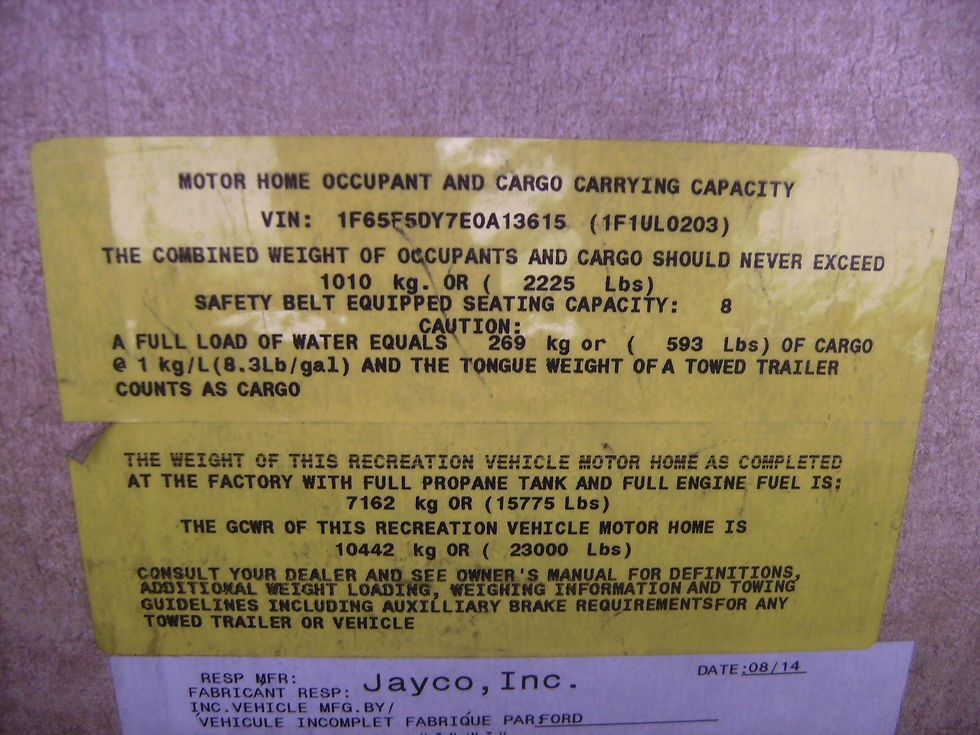 MOTOR HOME OCCUPANT AND CARGO CARRYING CAPACITY
VIN: 1F65F5DY7E0A13615 (1F1UL0203)
THE COMBINED WEIGHT OF OCCUPANTS AND CARGO SHOULD NEVER EXCEED
1010 kg. OR ( 2225 Lbs)
SAFETY BELT EQUIPPED SEATING CAPACITY: 8
CAUTION:
A FULL LOAD OF WATER EQUALS 269 kg or ( 593 Lbs) OF CARGO
@ 1 kg/L(8.3Lb/gal) AND THE TONGUE WEIGHT OF A TOWED TRAILER
COUNTS AS CARGO
THE WEIGHT OF THIS RECREATION VEHICLE MOTOR HOME AS COMPLETED
AT THE FACTORY WITH FULL PROPANE TANK AND FULL ENGINE FUEL IS:
7162 kg OR (15775 Lbs)
THE GCWR OF THIS RECREATION VEHICLE MOTOR HOME IS
10442 kg OR ( 23000 Lbs)
CONSULT YOUR DEALER AND SEE OWNER'S MANUAL FOR DEFINITIONS,
ADDITIONAL WEIGHT LOADING, WEIGHING INFORMATION AND TOWING
GUIDELINES INCLUDING AUXILLIARY BRAKE REQUIREMENTSFOR ANY
TOWED TRAILER OR VEHICLE
RESP MFR:
FABRICANT RESP: Jayco,Inc. DATE:08/14
INC.VEHICLE MFG.BY/
VEHICULE INCOMPLET FABRIQUE PAR:FORD